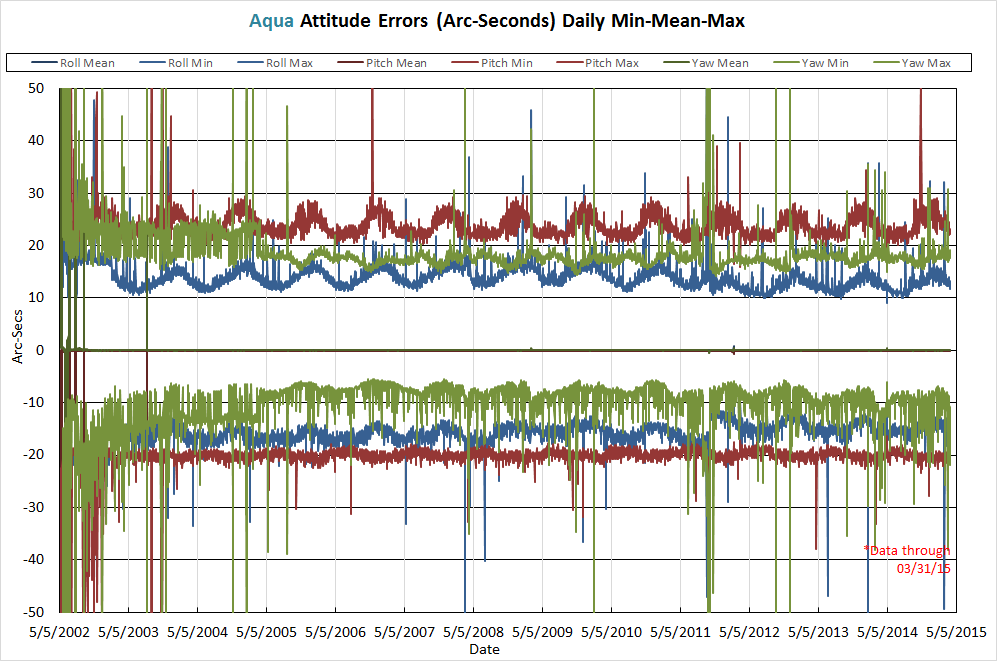 Aqua Attitude Errors (Arc-Seconds) Daily Min-Mean-Max
Roll Mean Roll Min Roll Max Pitch Mean Pitch Min Pitch Max Yaw Mean Yaw Min Yaw Max
50
40
30
20
10
0
-10
-20
-30
-40
-50
Arc-Secs
*Data through
03/31/15
5/5/2002 5/5/2003 5/5/2004 5/5/2005 5/5/2006 5/5/2007 5/5/2008 5/5/2009 5/5/2010 5/5/2011 5/5/2012 5/5/2013 5/5/2014 5/5/2015
Date